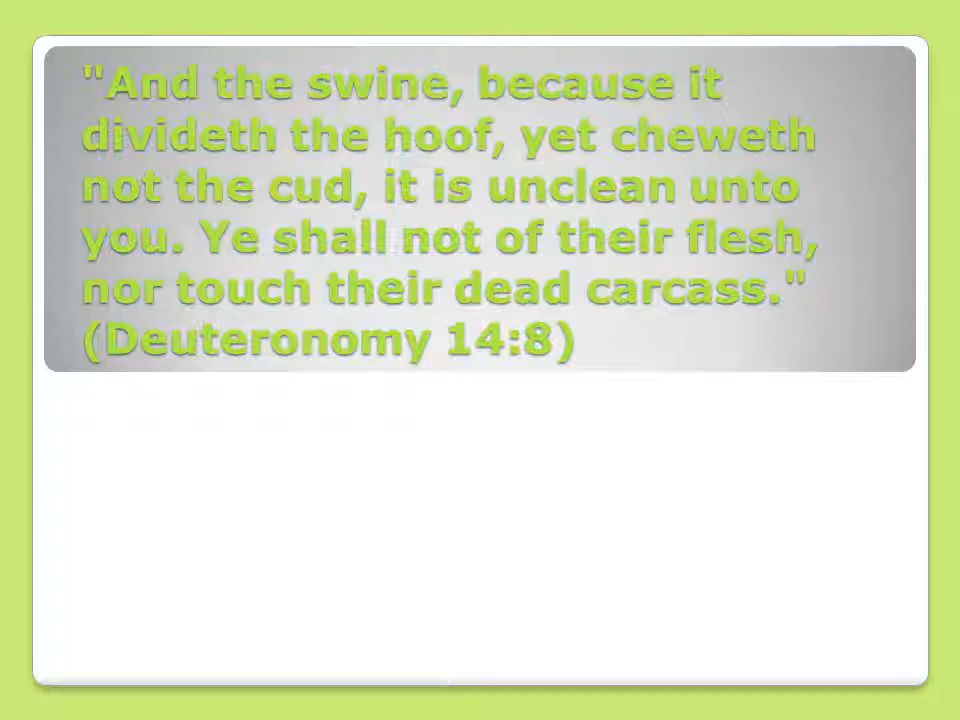 "And the swine, because it
divideth the hoof, yet cheweth
not the cud, it is unclean unto
you. Ye shall not of their flesh,
nor touch their dead carcass."
(Deuteronomy 14:8)